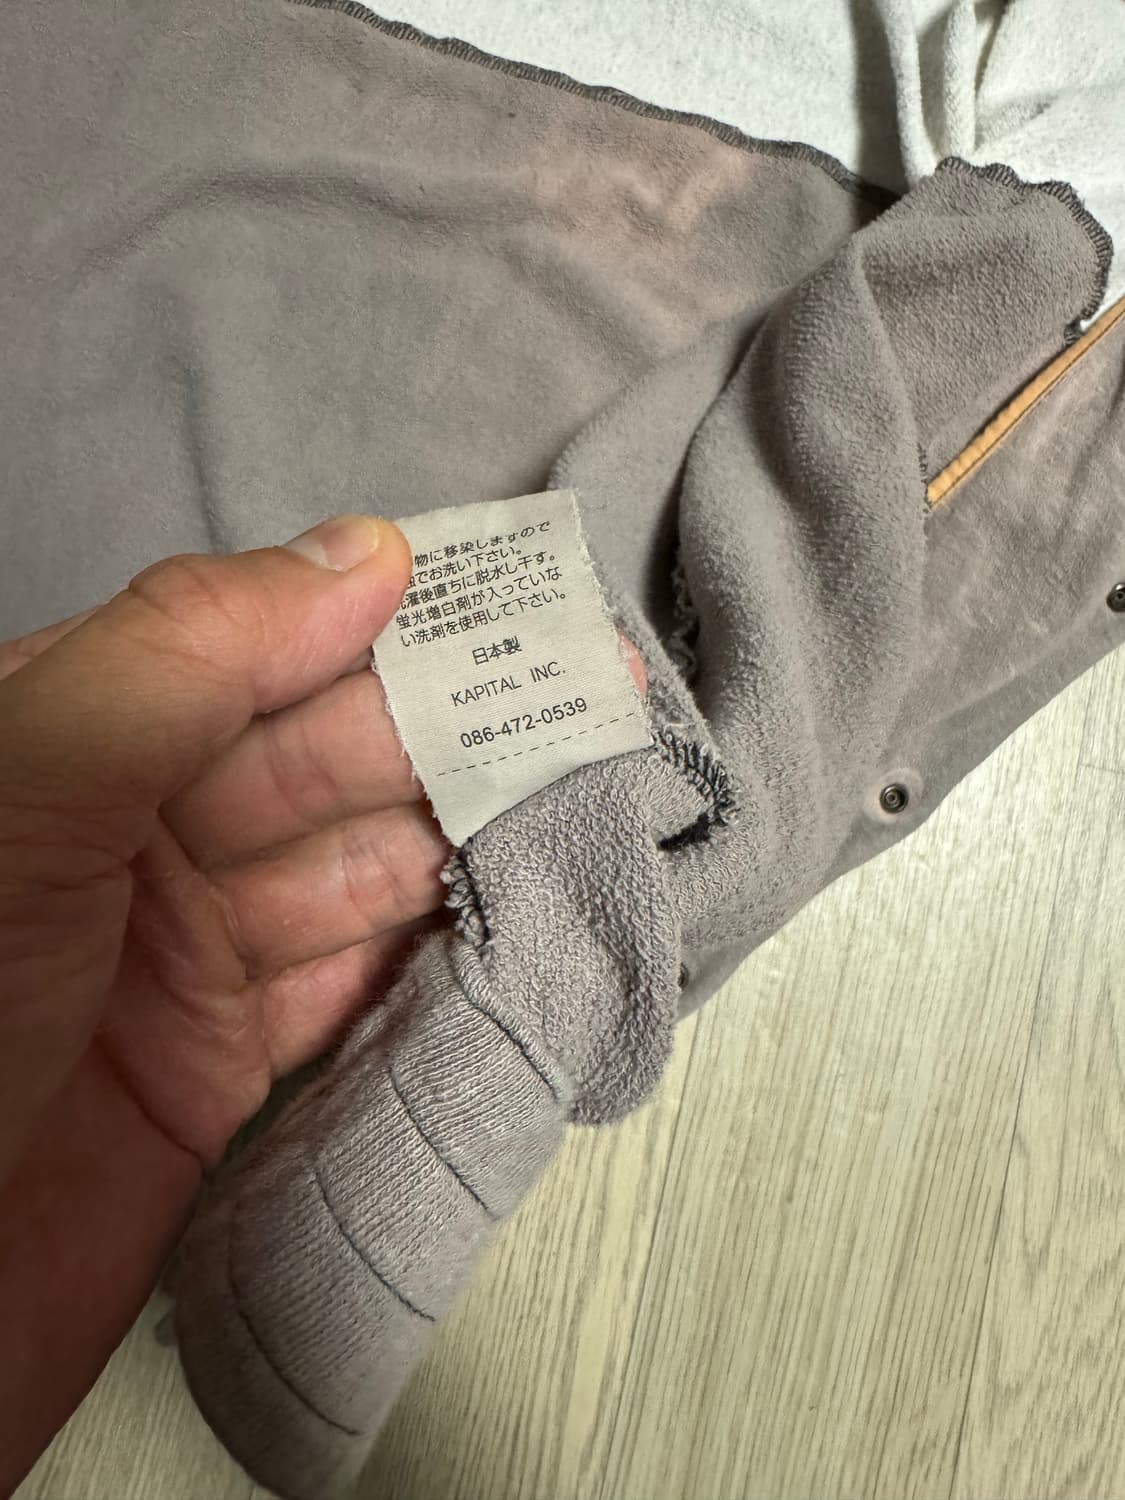 物に移染しますので
でお洗い下さい。
濯後直ちに脱水し干す。
蛍光増白剤が入っていな
い洗剤を使用して下さい。
日本製
KAPITAL INC.
086-472-0539